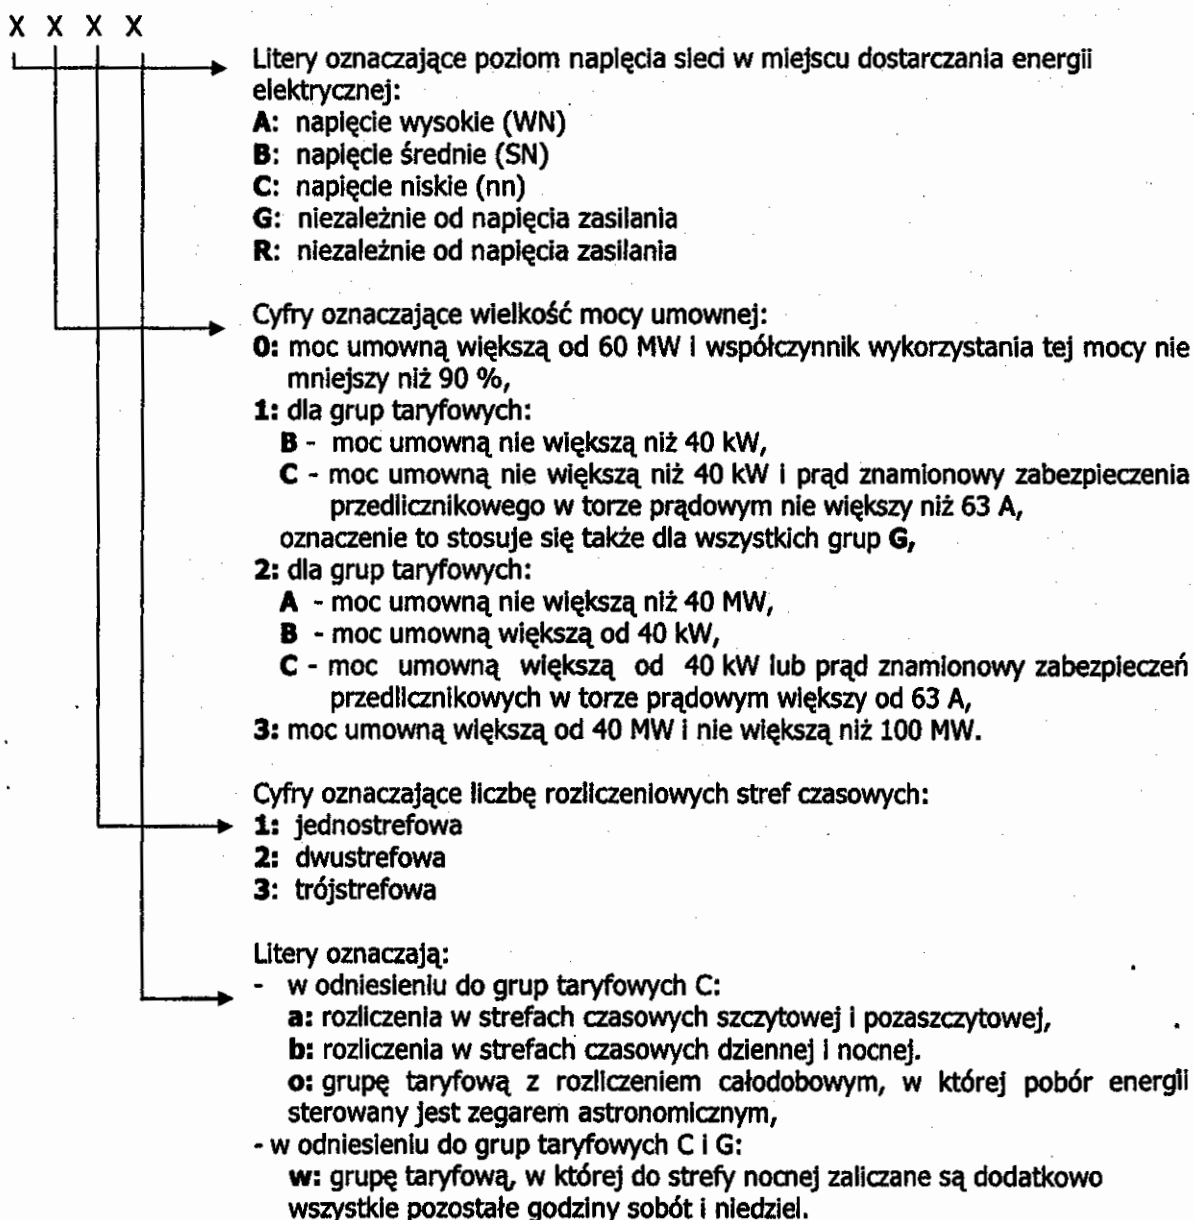 X X X X
Litery oznaczające poziom napięcia sieci w miejscu dostarczania energii
elektrycznej:
A: napięcie wysokie (WN)
B: napięcie średnie (SN)
C: napięcie niskie (nn)
G: niezależnie od napięcia zasilania
R: niezależnie od napięcia zasilania
Cyfry oznaczające wielkość mocy umownej:
0: moc umowną większą od 60 MW i współczynnik wykorzystania tej mocy nie
mniejszy niż 90 %,
1: dla grup taryfowych:
B - moc umowną nie większą niż 40 kW,
C - moc umowną nie większą niż 40 kW i prąd znamionowy zabezpieczenia
przedlicznikowego w torze prądowym nie większy niż 63 A,
oznaczenie to stosuje się także dla wszystkich grup G,
2: dla grup taryfowych:
A - moc umowną nie większą niż 40 MW,
B - moc umowną większą od 40 kW,
C - moc umowną większą od 40 kW lub prąd znamionowy zabezpieczeń
przedlicznikowych w torze prądowym większy od 63 A,
3: moc umowną większą od 40 MW i nie większą niż 100 MW.
Cyfry oznaczające liczbę rozliczeniowych stref czasowych:
1: jednostrefowa
2: dwustrefowa
3: trójstrefowa
Litery oznaczają:
- w odniesieniu do grup taryfowych C:
a: rozliczenia w strefach czasowych szczytowej i pozaszczytowej,
b: rozliczenia w strefach czasowych dziennej i nocnej.
o: grupę taryfową z rozliczeniem całodobowym, w której pobór energii
sterowany jest zegarem astronomicznym,
- w odniesieniu do grup taryfowych C i G:
w: grupę taryfową, w której do strefy nocnej zaliczane są dodatkowo
wszystkie pozostałe godziny sobót i niedziel.